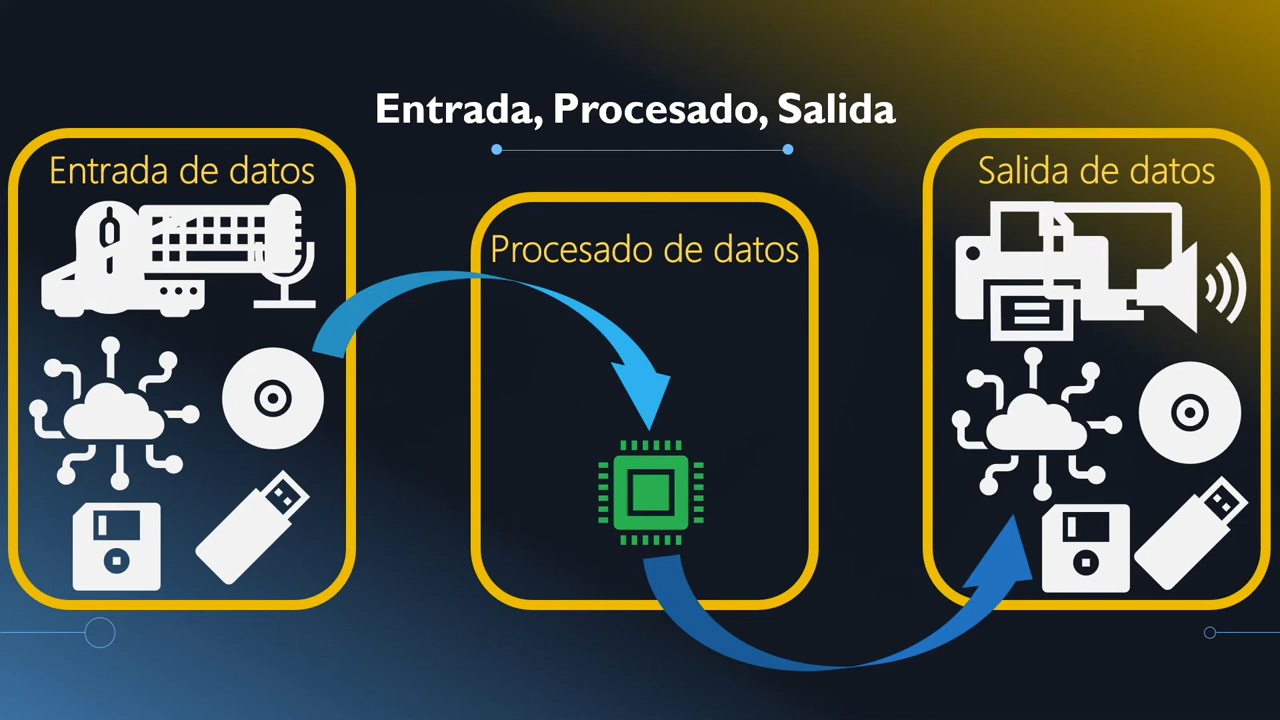 Entrada, Procesado, Salida
Entrada de datos
Procesado de datos
Salida de datos